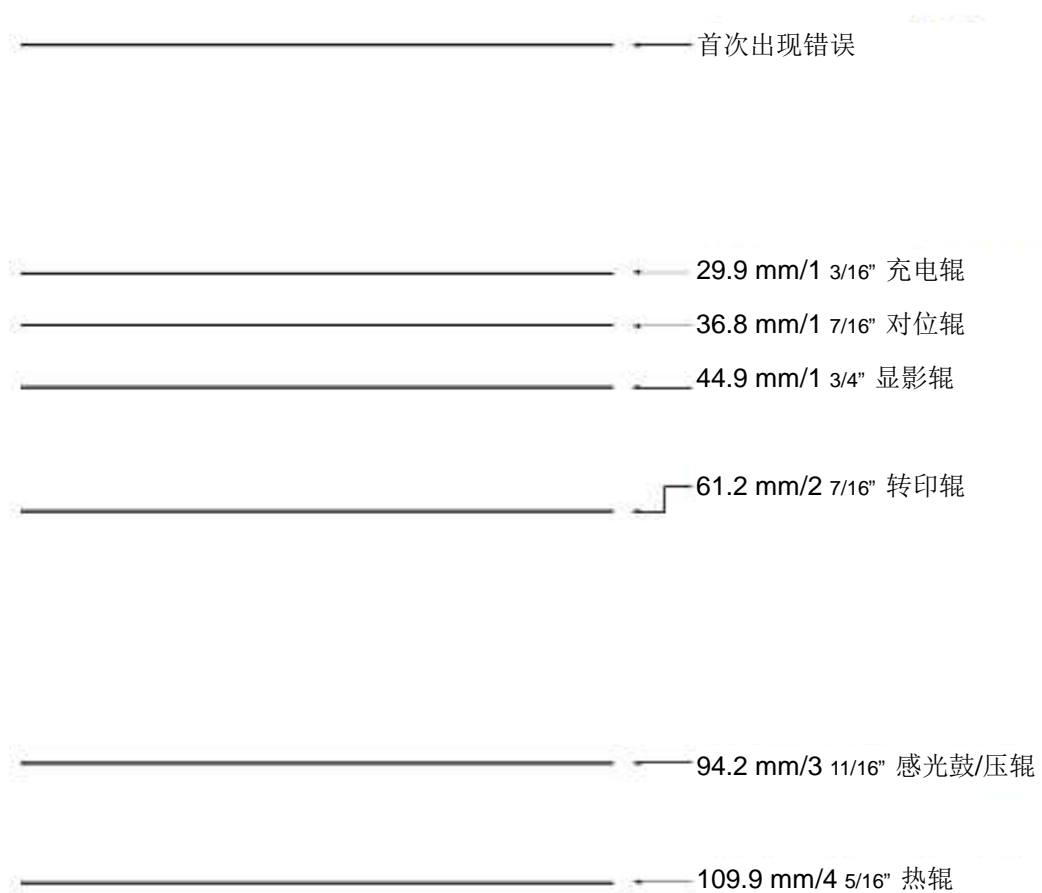 首次出现错误
29.9 mm/1 3/16” 充电辊
36.8 mm/1 7/16” 对位辊
44.9 mm/1 3/4” 显影辊
61.2 mm/2 7/16” 转印辊
94.2 mm/3 11/16” 感光鼓/压辊
109.9 mm/4 5/16” 热辊